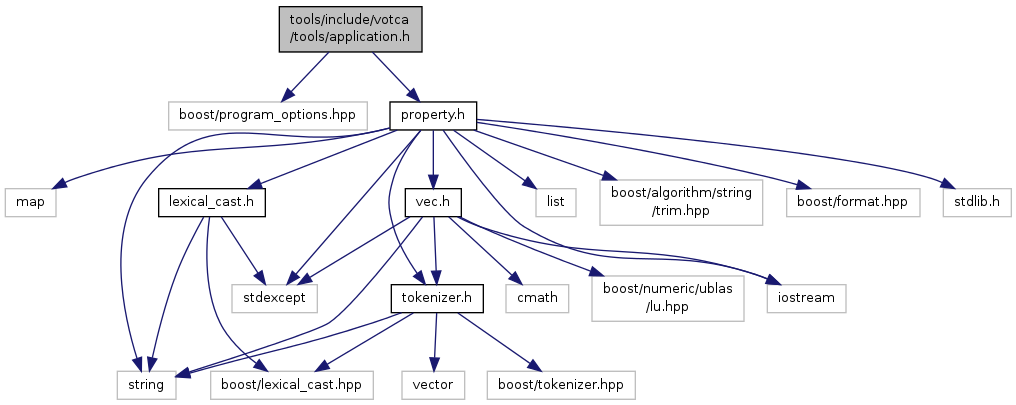 tools/include/votca
/tools/application.h
boost/program_options.hpp
property.h
map
lexical_cast.h
vec.h
list
boost/algorithm/string
/trim.hpp
boost/format.hpp
stdlib.h
stdexcept
tokenizer.h
cmath
boost/numeric/ublas
/lu.hpp
iostream
string
boost/lexical_cast.hpp
vector
boost/tokenizer.hpp